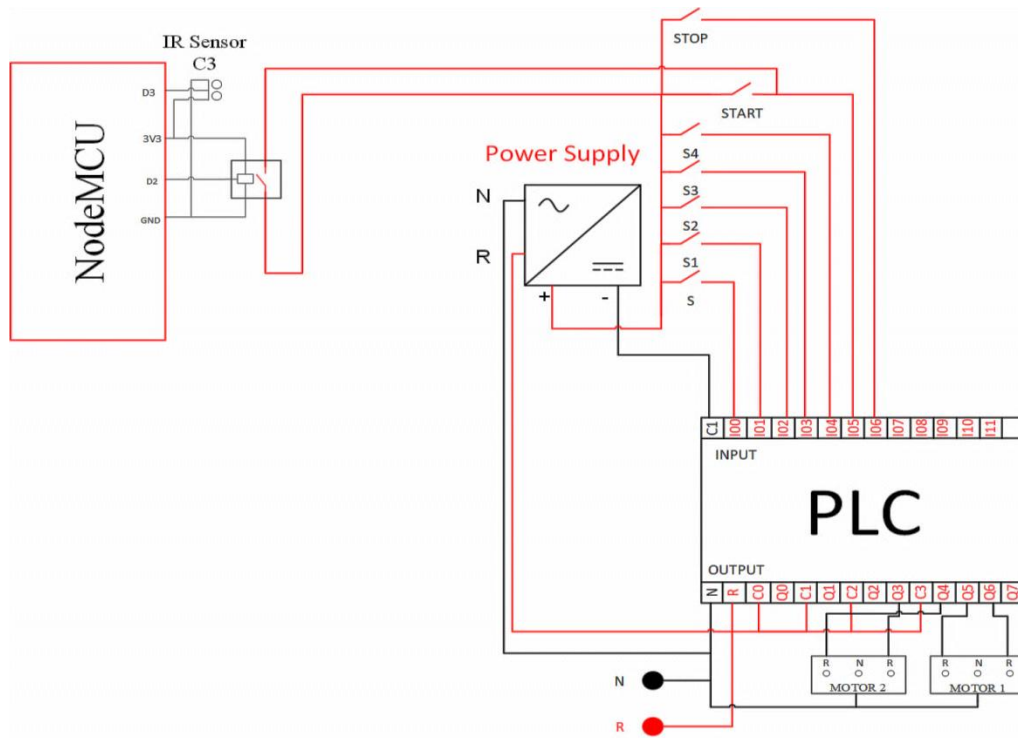 STOP
IR Sensor
C3
D3
START
NodeMCU
3V3
Power Supply
S4
D2
S3
N
GND
S2
R
S1
+
-
S
C1 I00 I01 I02 I03 I04 I05 I06 I07 I08 I09 I10 I11
INPUT
PLC
OUTPUT
N R C0 Q0 C1 Q1 C2 Q2 Q3 C3 Q4 Q5 Q6 Q7
R N R
R N R
MOTOR 2
MOTOR 1
N
R